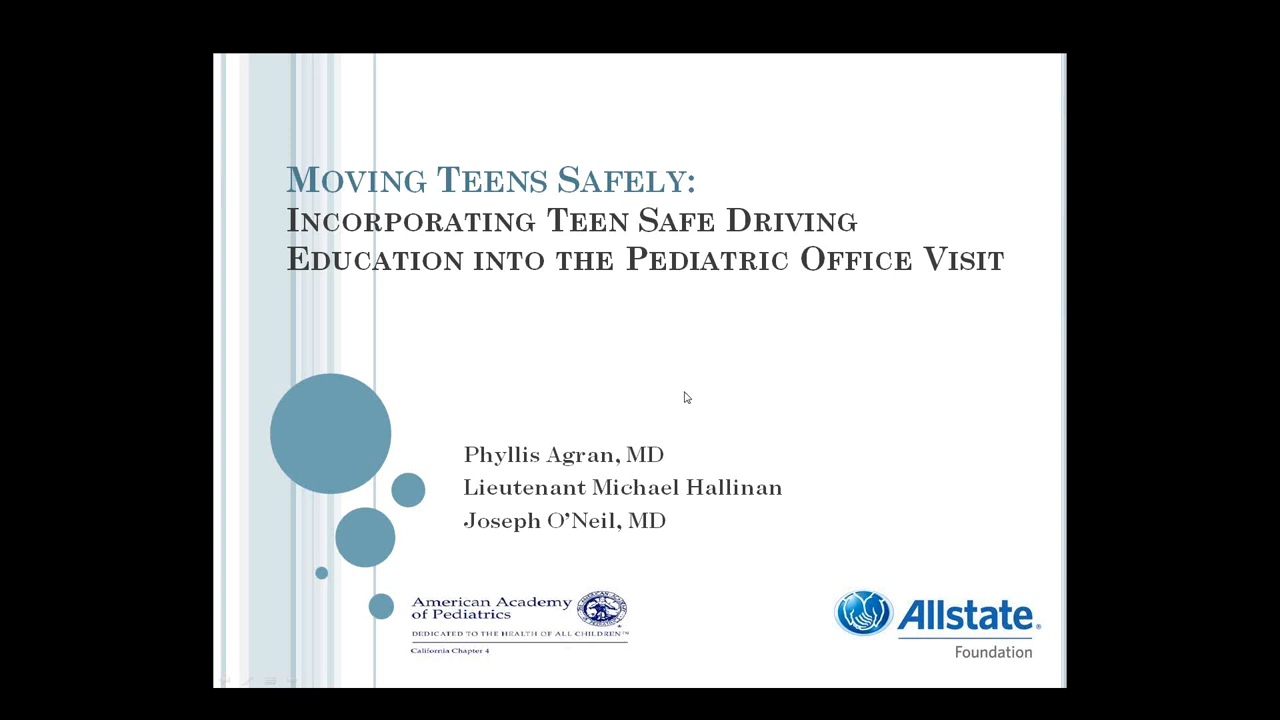 Moving Teens Safely:
Incorporating Teen Safe Driving
Education into the Pediatric Office Visit
Phyllis Agran, MD
Lieutenant Michael Hallinan
Joseph O'Neil, MD
American Academy
of Pediatrics
DEDICATED TO THE HEALTH OF ALL CHILDREN™
California Chapter 4
Allstate®
Foundation